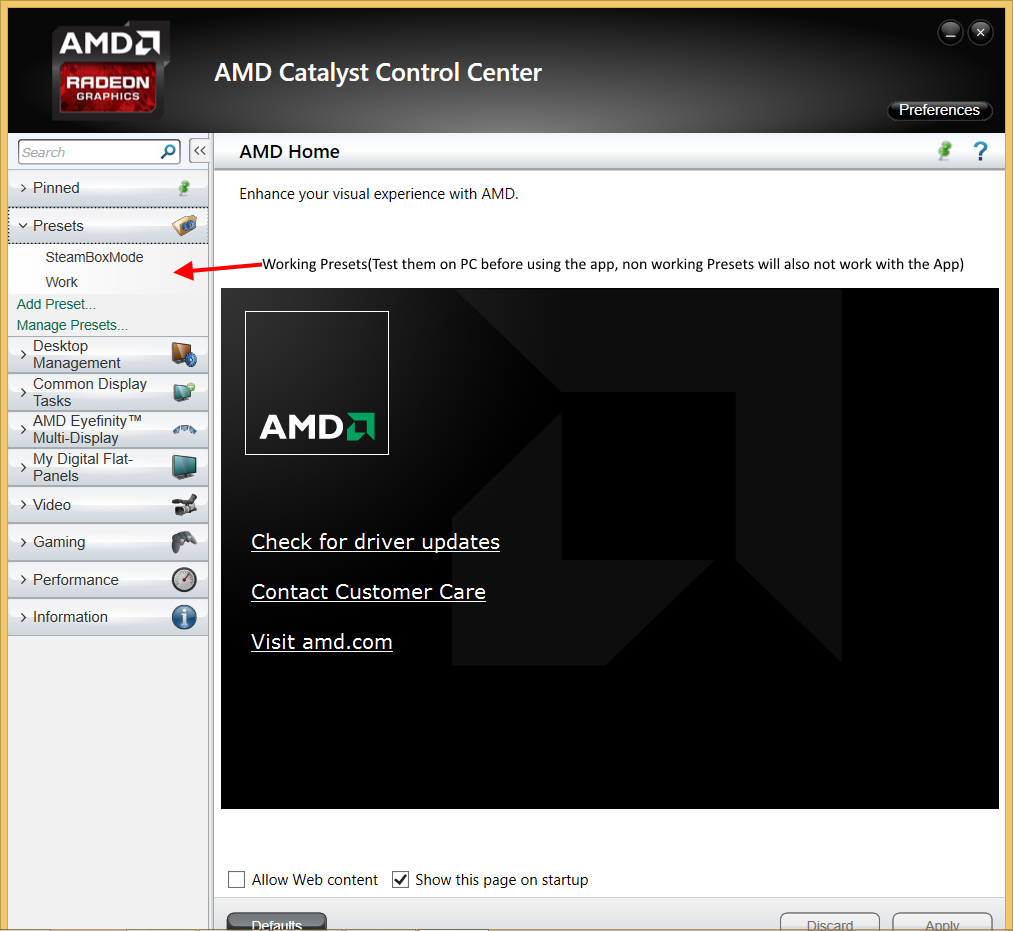 AMD
RADEON
GRAPHICS
AMD Catalyst Control Center
Preferences
Search
<<
AMD Home
?
Pinned
Enhance your visual experience with AMD.
Presets
SteamBoxMode
Working Presets(Test them on PC before using the app, non working Presets will also not work with the App)
Work
Add Preset...
Manage Presets...
Desktop
Management
Common Display
Tasks
AMD Eyefinity™
Multi-Display
My Digital Flat-
Panels
Video
Gaming
Performance
Information
AMD
Check for driver updates
Contact Customer Care
Visit amd.com
Allow Web content
Show this page on startup
Defaults
Discard
Apply